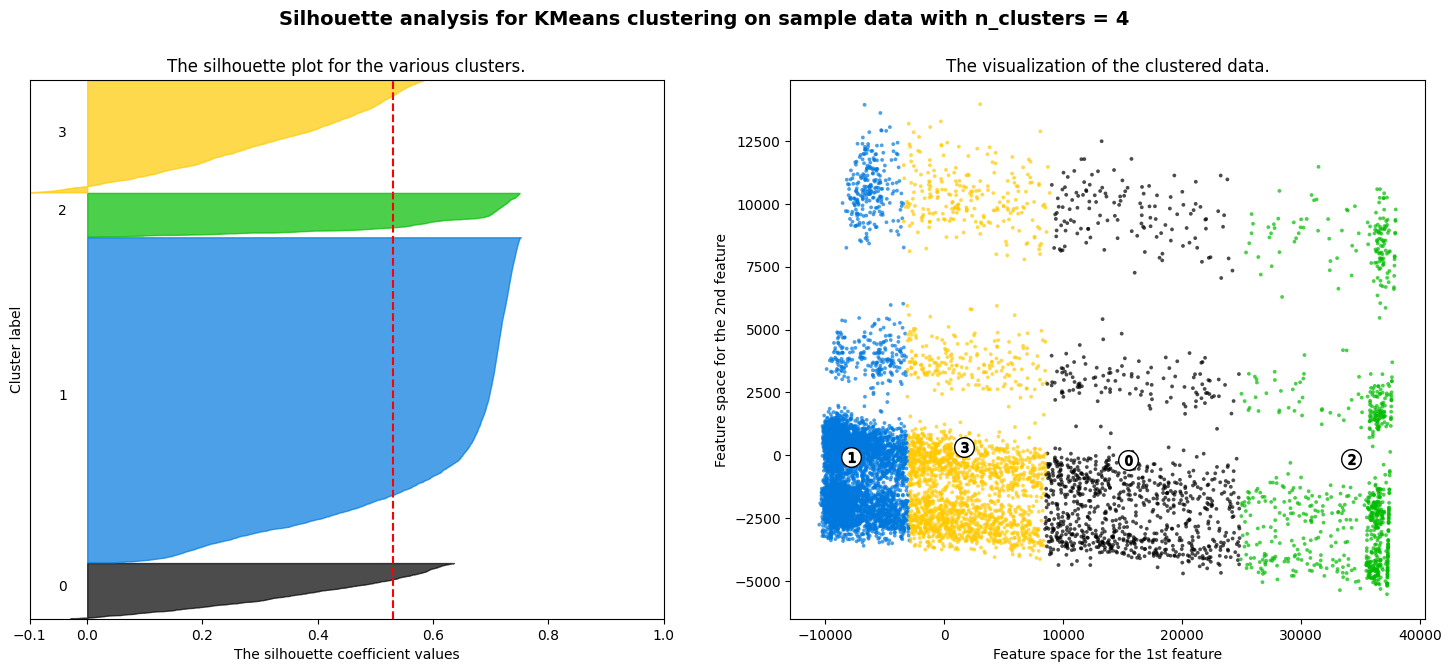 Silhouette analysis for KMeans clustering on sample data with n_clusters = 4
The silhouette plot for the various clusters.
3
2
1
0
Cluster label
−0.1 0.0 0.2 0.4 0.6 0.8 1.0
The silhouette coefficient values
The visualization of the clustered data.
12500
10000
7500
5000
2500
0
−2500
−5000
Feature space for the 2nd feature
1 3 0 2
−10000 0 10000 20000 30000 40000
Feature space for the 1st feature